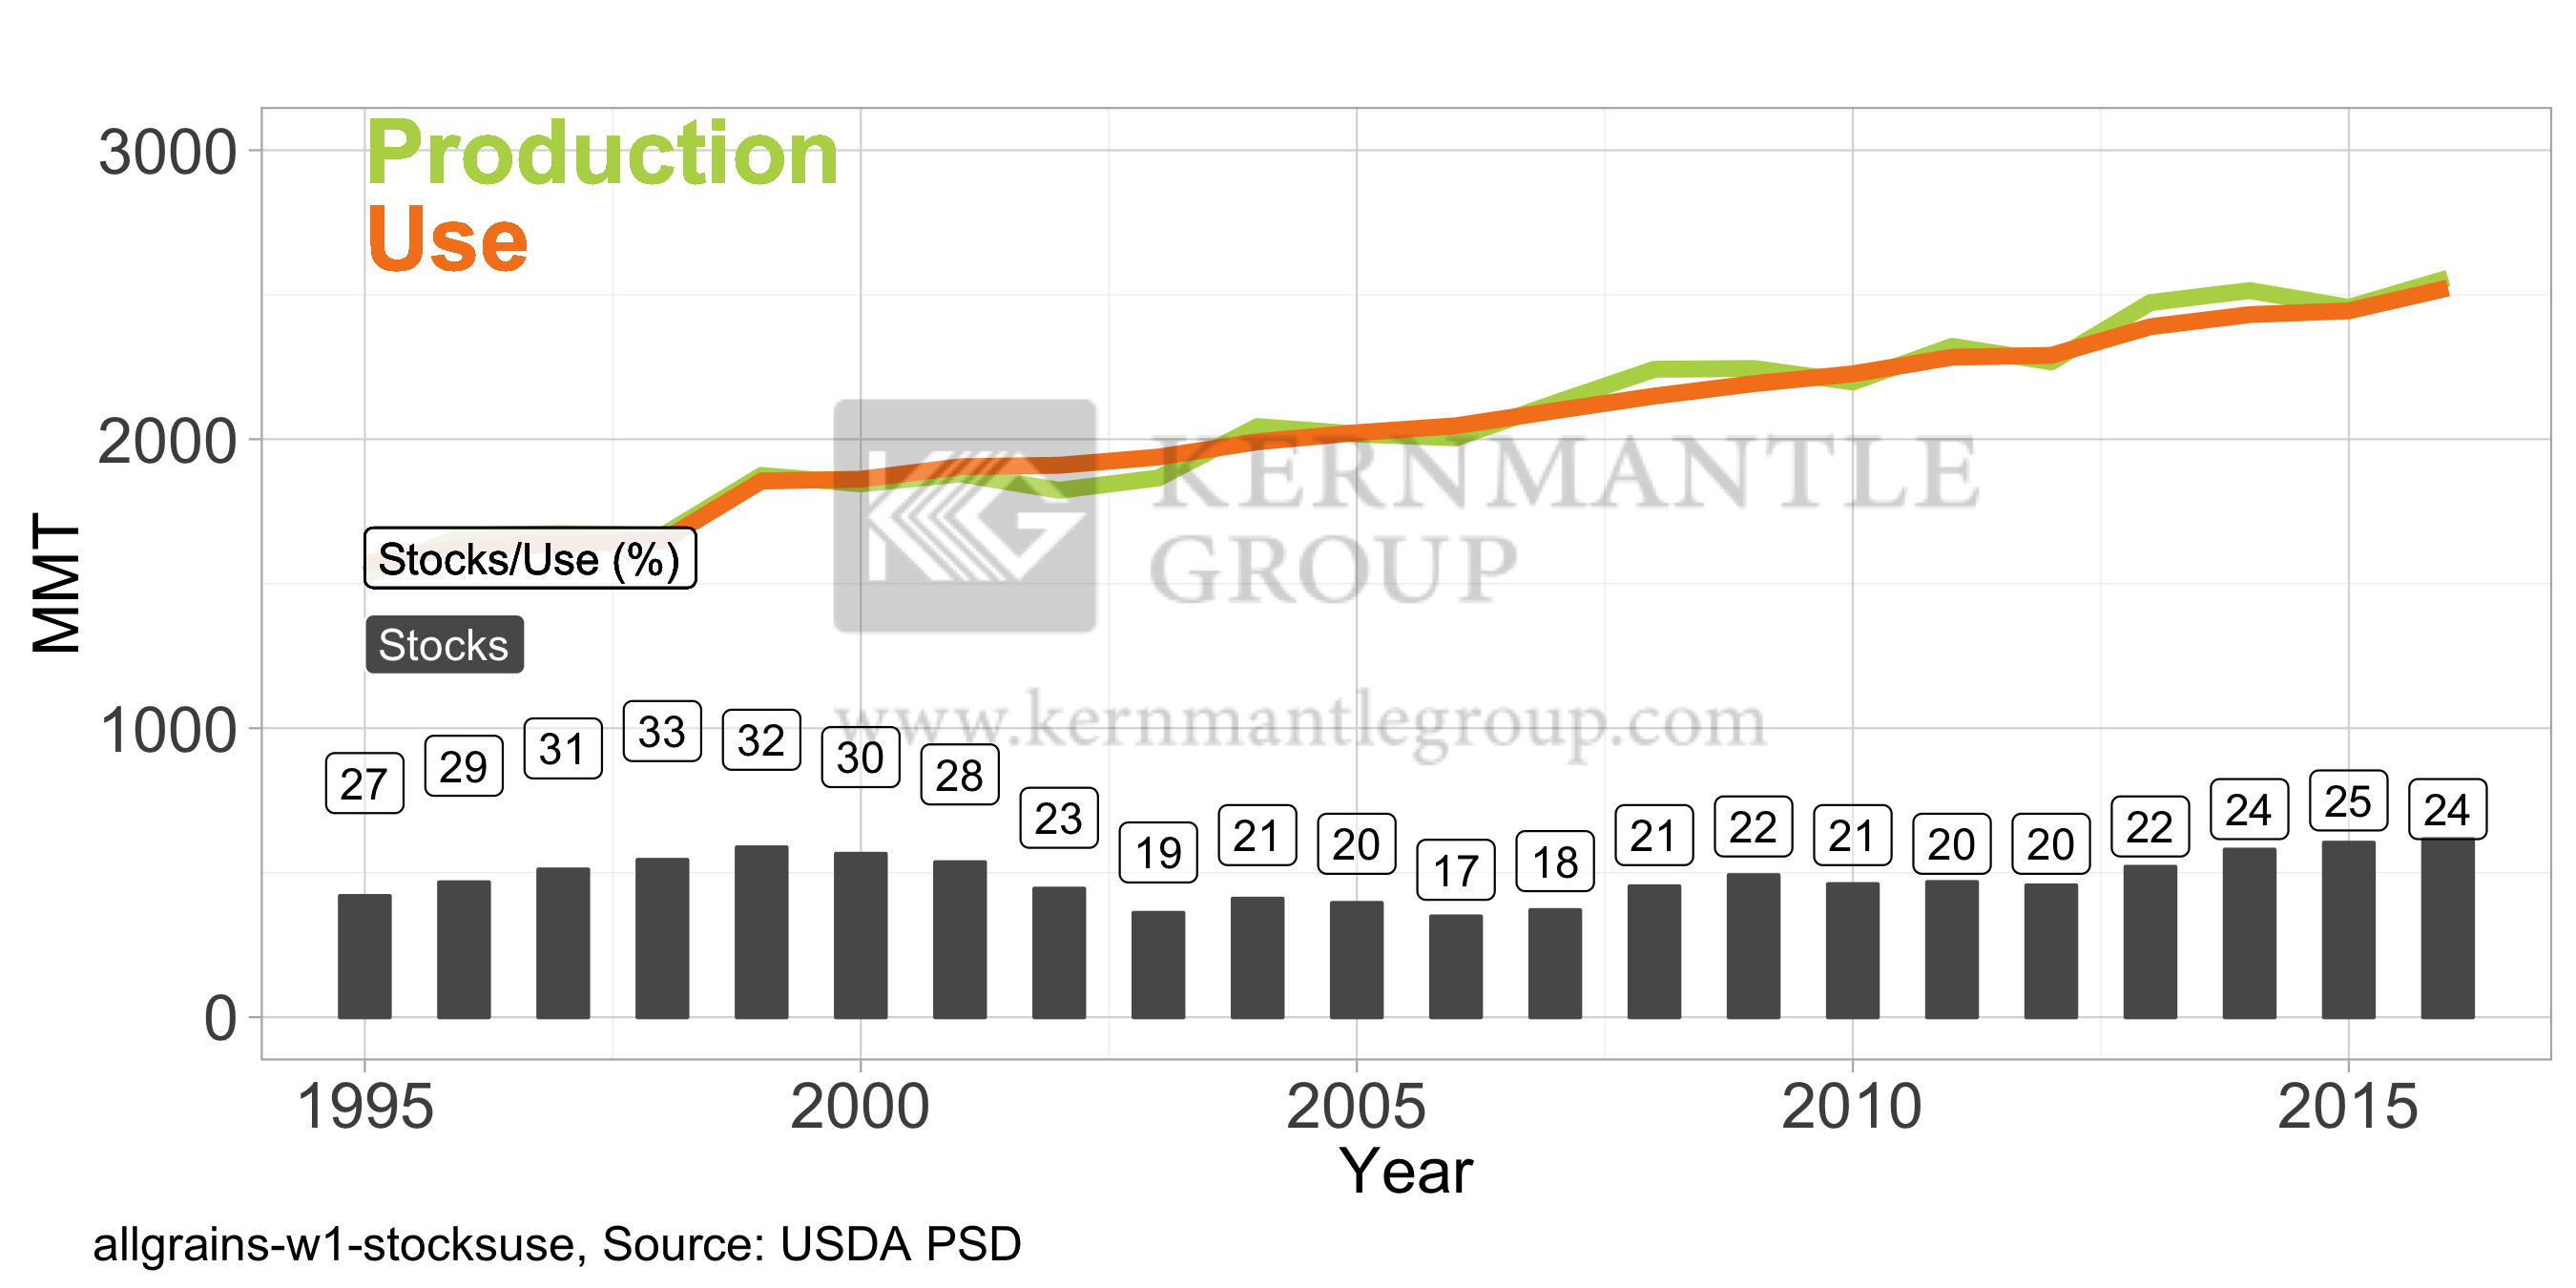 3000
Production
Use
2000
KERNMANTLE
GROUP
Stocks/Use (%)
Stocks
MMT
1000
www.kernmantlegroup.com
27 29 31 33 32 30 28 23 19 21 20 17 18 21 22 21 20 20 22 24 25 24
0
1995 2000 2005 2010 2015
Year
allgrains-w1-stocksuse, Source: USDA PSD